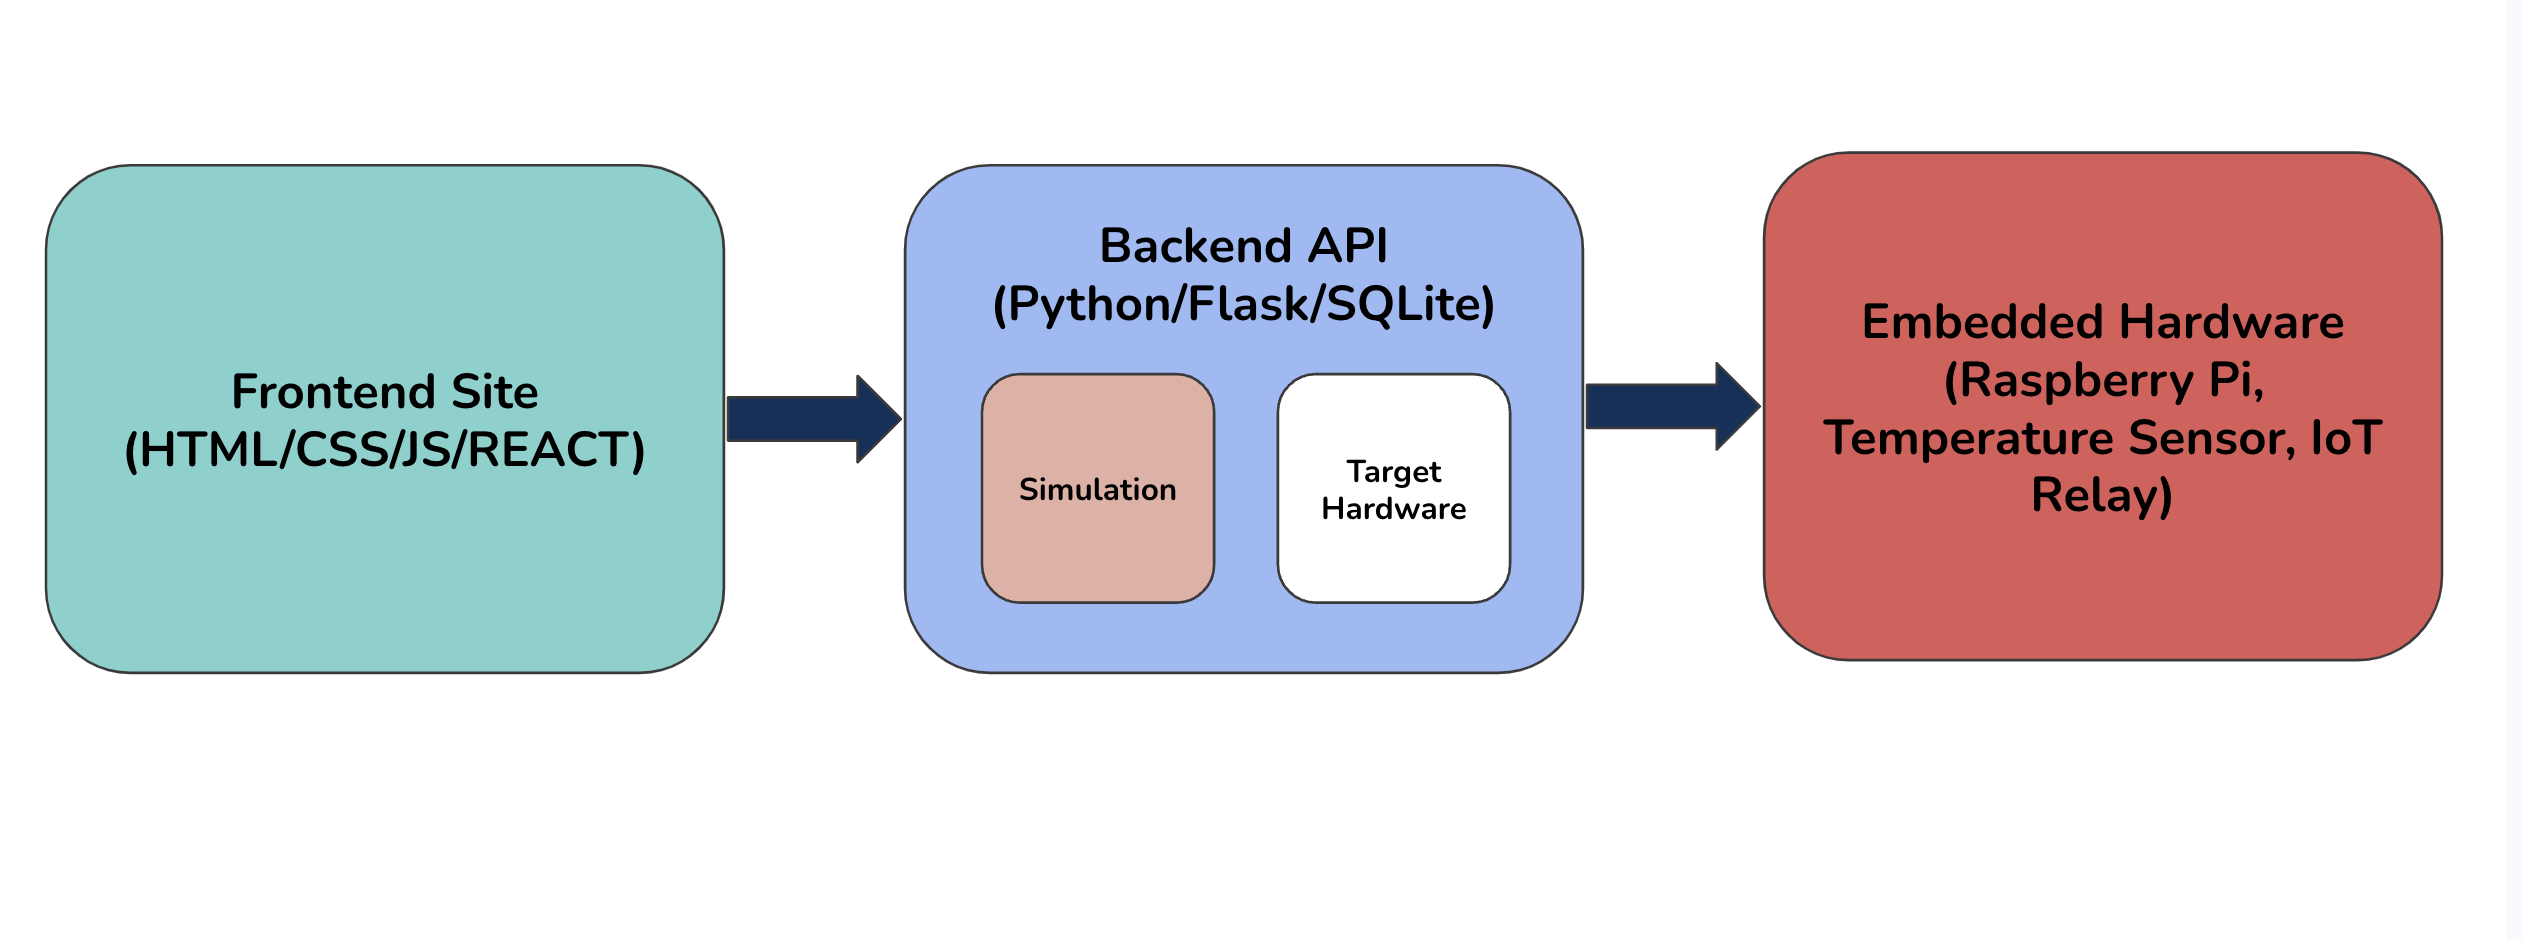 Frontend Site
(HTML/CSS/JS/REACT)
Backend API
(Python/Flask/SQLite)
Simulation
Target
Hardware
Embedded Hardware
(Raspberry Pi,
Temperature Sensor, IoT
Relay)